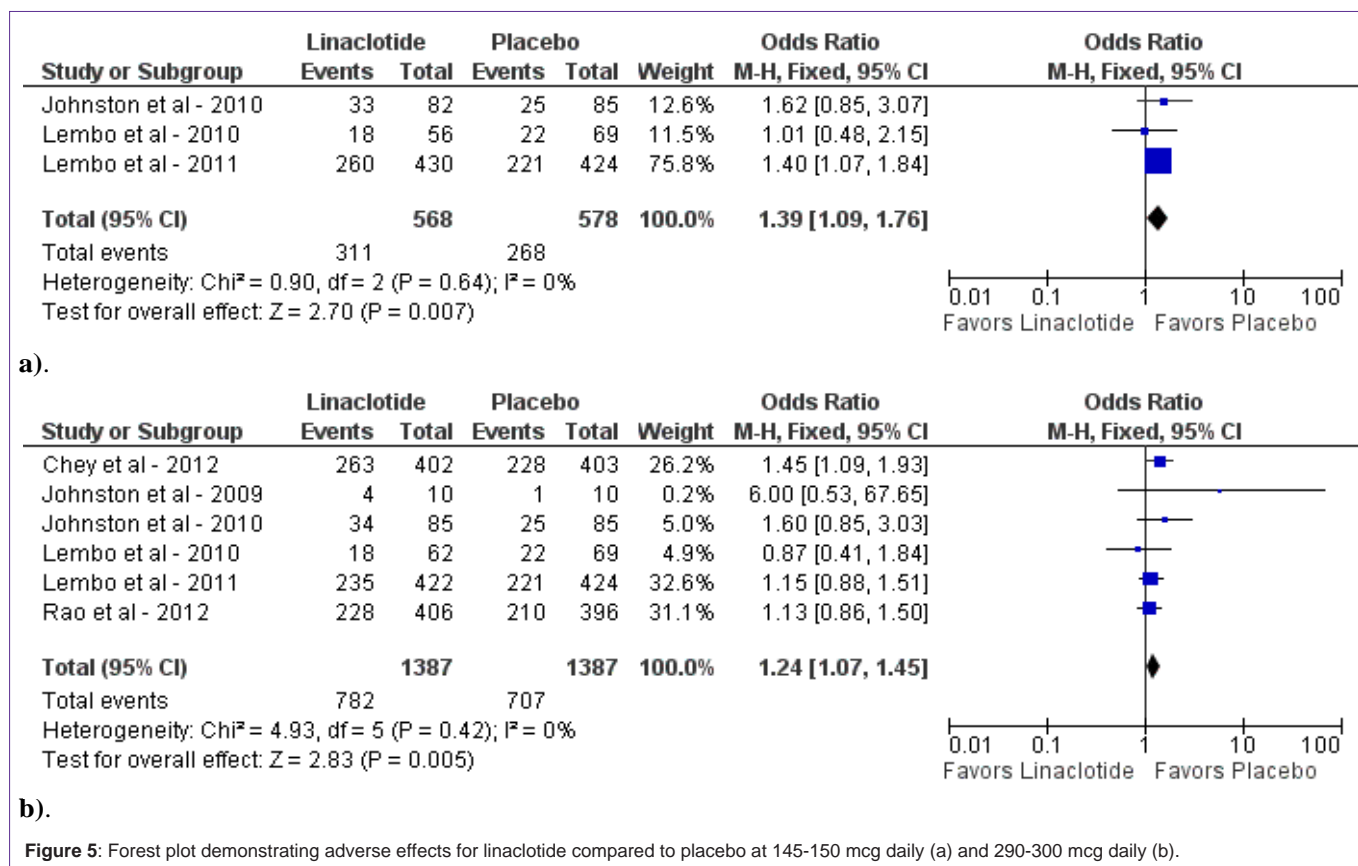 Linaclotide Placebo Odds Ratio Odds Ratio
Study or Subgroup Events Total Events Total Weight M-H, Fixed, 95% CI M-H, Fixed, 95% CI
Johnston et al - 2010 33 82 25 85 12.6% 1.62 [0.85, 3.07]
Lembo et al - 2010 18 56 22 69 11.5% 1.01 [0.48, 2.15]
Lembo et al - 2011 260 430 221 424 75.8% 1.40 [1.07, 1.84]
Total (95% CI) 568 578 100.0% 1.39 [1.09, 1.76]
Total events 311 268
Heterogeneity: Chi² = 0.90, df = 2 (P = 0.64); I² = 0%
Test for overall effect: Z = 2.70 (P = 0.007)
0.01 0.1 1 10 100
Favors Linaclotide Favors Placebo
a).
Linaclotide Placebo Odds Ratio Odds Ratio
Study or Subgroup Events Total Events Total Weight M-H, Fixed, 95% CI M-H, Fixed, 95% CI
Chey et al - 2012 263 402 228 403 26.2% 1.45 [1.09, 1.93]
Johnston et al - 2009 4 10 1 10 0.2% 6.00 [0.53, 67.65]
Johnston et al - 2010 34 85 25 85 5.0% 1.60 [0.85, 3.03]
Lembo et al - 2010 18 62 22 69 4.9% 0.87 [0.41, 1.84]
Lembo et al - 2011 235 422 221 424 32.6% 1.15 [0.88, 1.51]
Rao et al - 2012 228 406 210 396 31.1% 1.13 [0.86, 1.50]
Total (95% CI) 1387 1387 100.0% 1.24 [1.07, 1.45]
Total events 782 707
Heterogeneity: Chi² = 4.93, df = 5 (P = 0.42); I² = 0%
Test for overall effect: Z = 2.83 (P = 0.005)
0.01 0.1 1 10 100
Favors Linaclotide Favors Placebo
b).
Figure 5: Forest plot demonstrating adverse effects for linaclotide compared to placebo at 145-150 mcg daily (a) and 290-300 mcg daily (b).